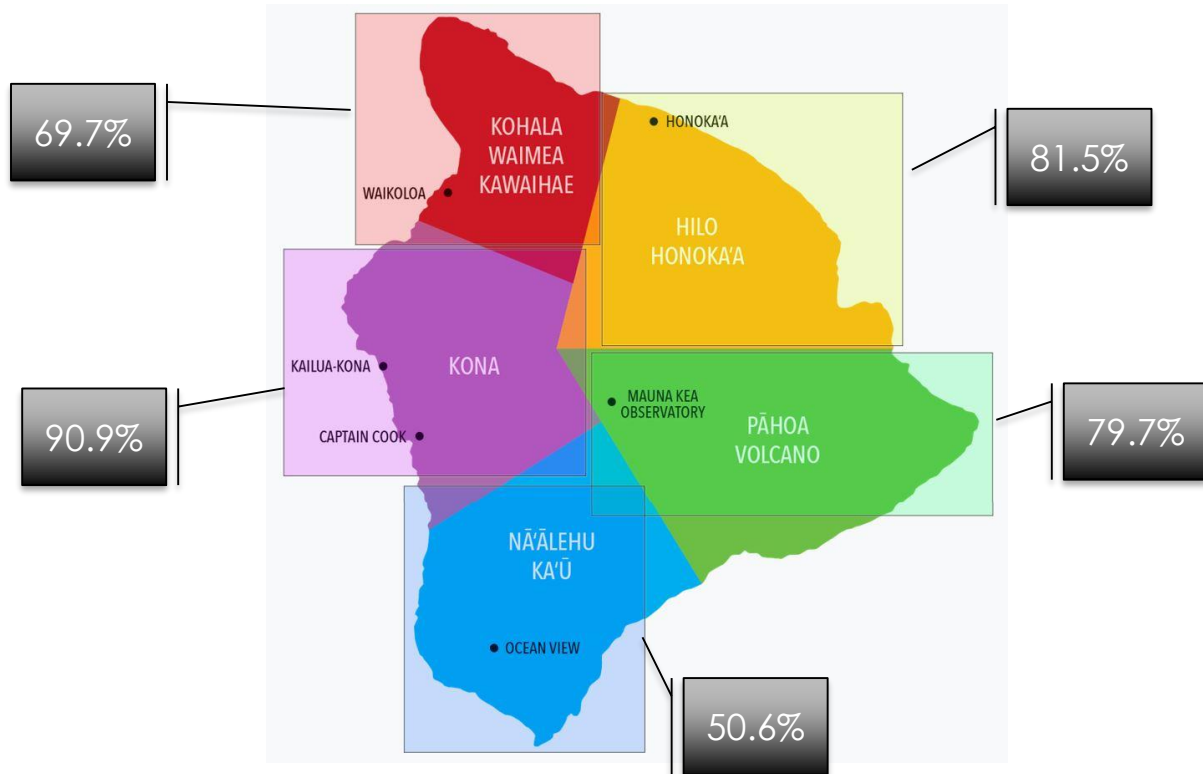 69.7%
KOHALA
WAIMEA
KAWAIHAE
WAIKOLOA
HONOKA‘A
81.5%
HILO
HONOKA‘A
KAILUA-KONA
KONA
CAPTAIN COOK
90.9%
MAUNA KEA
OBSERVATORY
PĀHOA
VOLCANO
79.7%
NĀ‘ĀLEHU
KA‘Ū
OCEAN VIEW
50.6%